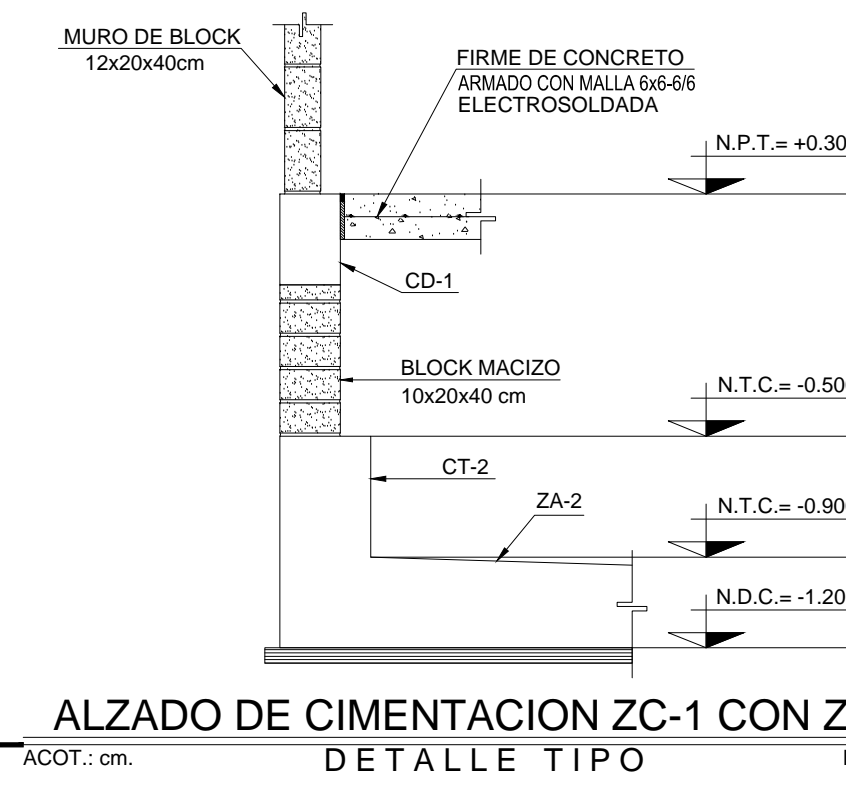 MURO DE BLOCK
12x20x40cm
FIRME DE CONCRETO
ARMADO CON MALLA 6x6-6/6
ELECTROSOLDADA
N.P.T.= +0.30
CD-1
BLOCK MACIZO
10x20x40 cm
N.T.C.= -0.50
CT-2
ZA-2
N.T.C.= -0.90
N.D.C.= -1.20
ALZADO DE CIMENTACION ZC-1 CON Z
ACOT.: cm.
DETALLE TIPO